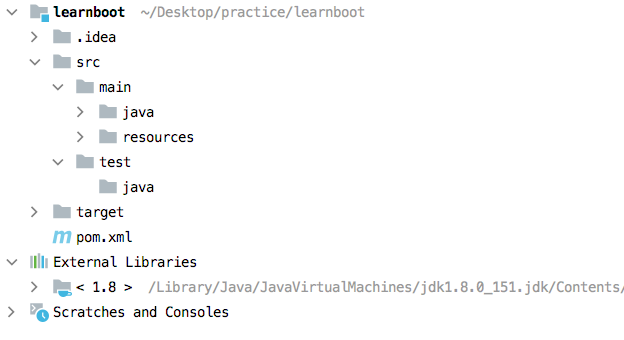 learnboot ~/Desktop/practice/learnboot
.idea
src
main
java
resources
test
java
target
m pom.xml
External Libraries
< 1.8 > /Library/Java/JavaVirtualMachines/jdk1.8.0_151.jdk/Contents/
Scratches and Consoles